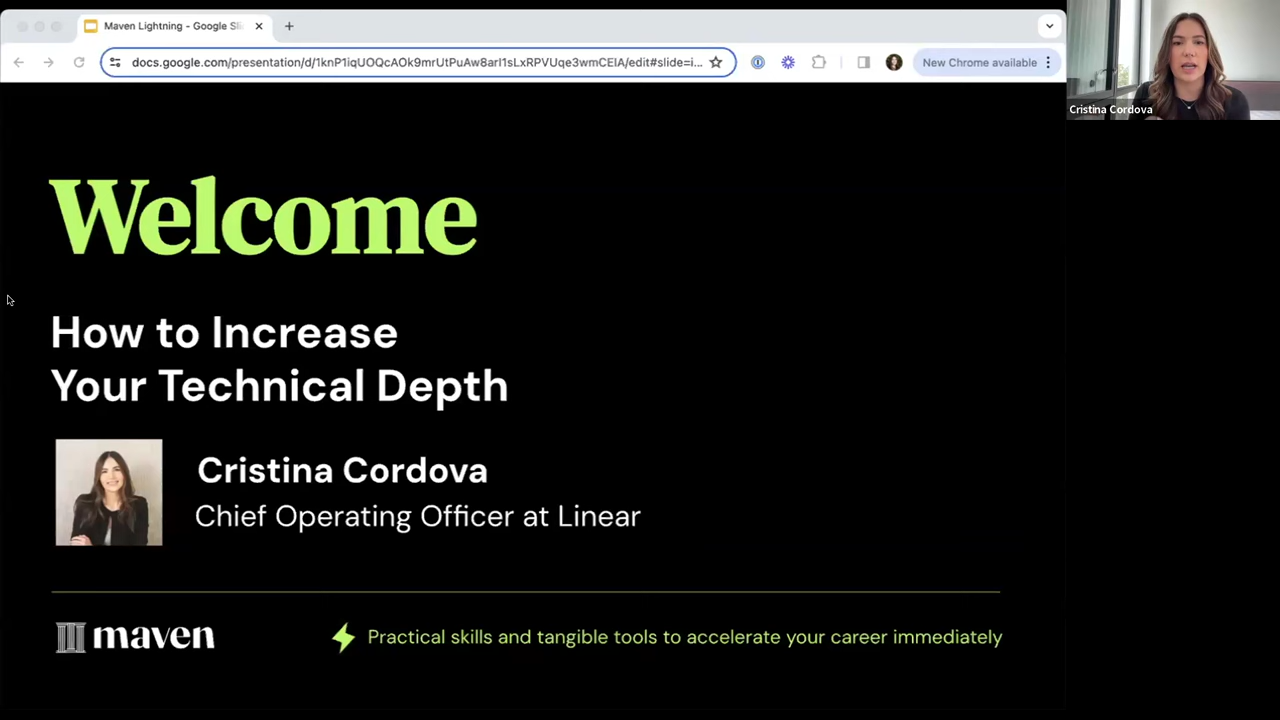 Maven Lightning - Google Sli
docs.google.com/presentation/d/1knP1iqUOQcAOk9mrUtPuAw8arI1sLxRPVUqe3wmCEIA/edit#slide=i...
New Chrome available
Cristina Cordova
Welcome
How to Increase
Your Technical Depth
Cristina Cordova
Chief Operating Officer at Linear
maven
Practical skills and tangible tools to accelerate your career immediately